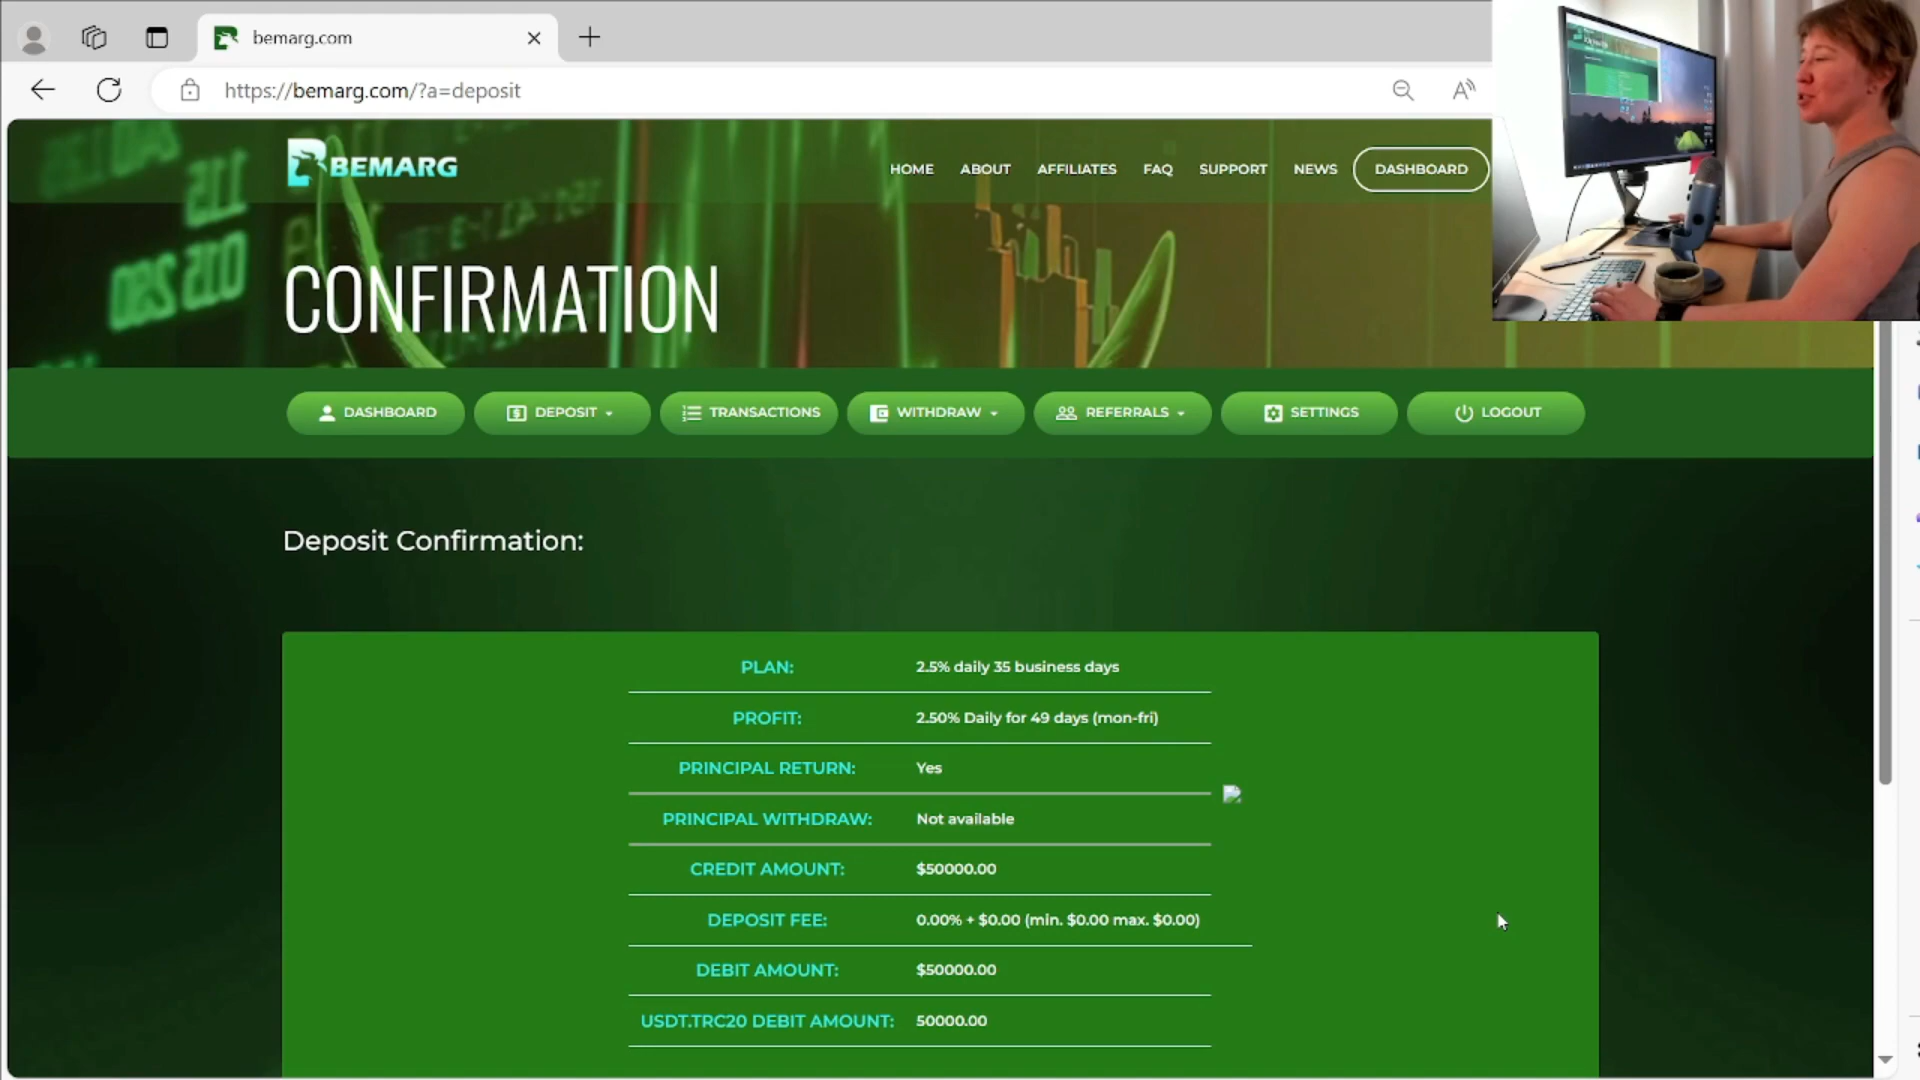 bemarg.com
https://bemarg.com/?a=deposit
BEMARG
HOME ABOUT AFFILIATES FAQ SUPPORT NEWS DASHBOARD
CONFIRMATION
DASHBOARD DEPOSIT TRANSACTIONS WITHDRAW REFERRALS SETTINGS LOGOUT
Deposit Confirmation:
PLAN: 2.5% daily 35 business days
PROFIT: 2.50% Daily for 49 days (mon-fri)
PRINCIPAL RETURN: Yes
PRINCIPAL WITHDRAW: Not available
CREDIT AMOUNT: $50000.00
DEPOSIT FEE: 0.00% + $0.00 (min. $0.00 max. $0.00)
DEBIT AMOUNT: $50000.00
USDT.TRC20 DEBIT AMOUNT: 50000.00